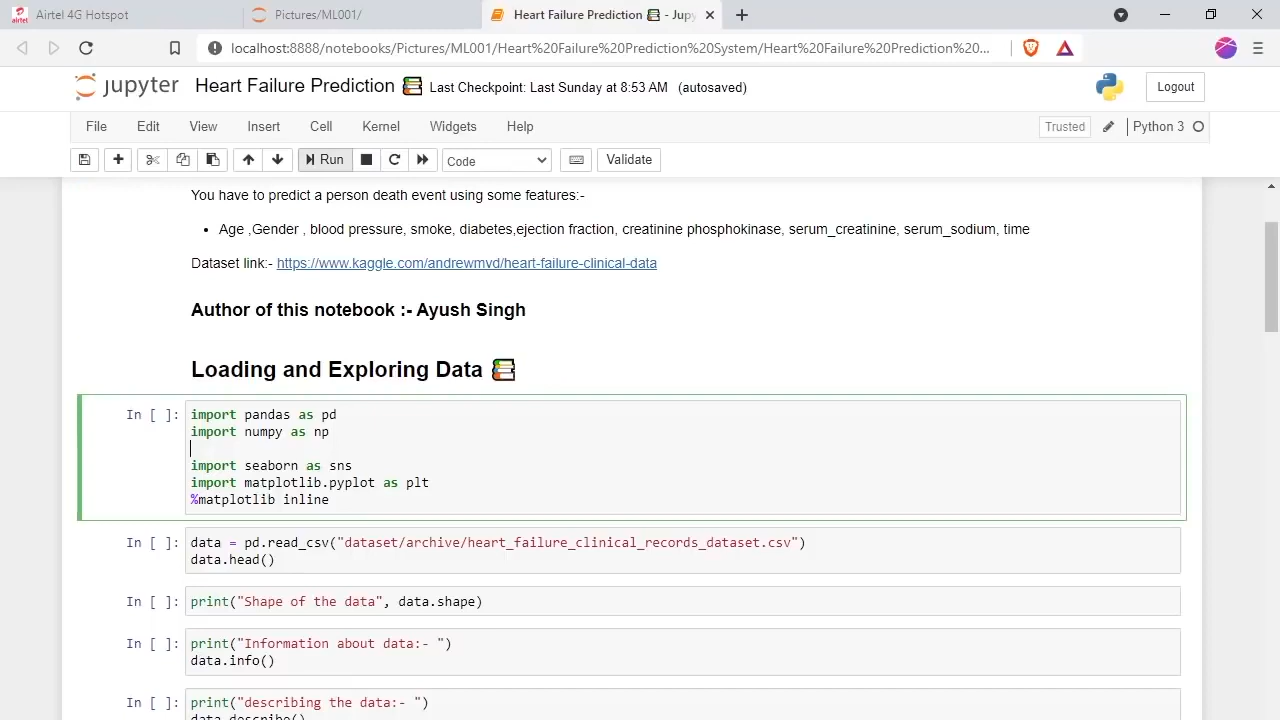 airtel Airtel 4G Hotspot
Pictures/ML001/
Heart Failure Prediction 📚 - Jupy
localhost:8888/notebooks/Pictures/ML001/Heart%20Failure%20Prediction%20System/Heart%20Failure%20Prediction%20...
jupyter Heart Failure Prediction 📚 Last Checkpoint: Last Sunday at 8:53 AM (autosaved)
Logout
File Edit View Insert Cell Kernel Widgets Help
Trusted Python 3
Run Code Validate
You have to predict a person death event using some features:-
• Age ,Gender , blood pressure, smoke, diabetes,ejection fraction, creatinine phosphokinase, serum_creatinine, serum_sodium, time
Dataset link:- https://www.kaggle.com/andrewmvd/heart-failure-clinical-data
Author of this notebook :- Ayush Singh
Loading and Exploring Data 📚
In [ ]: import pandas as pd
import numpy as np
import seaborn as sns
import matplotlib.pyplot as plt
%matplotlib inline
In [ ]: data = pd.read_csv("dataset/archive/heart_failure_clinical_records_dataset.csv")
data.head()
In [ ]: print("Shape of the data", data.shape)
In [ ]: print("Information about data:- ")
data.info()
In [ ]: print("describing the data:- ")
data.describe()